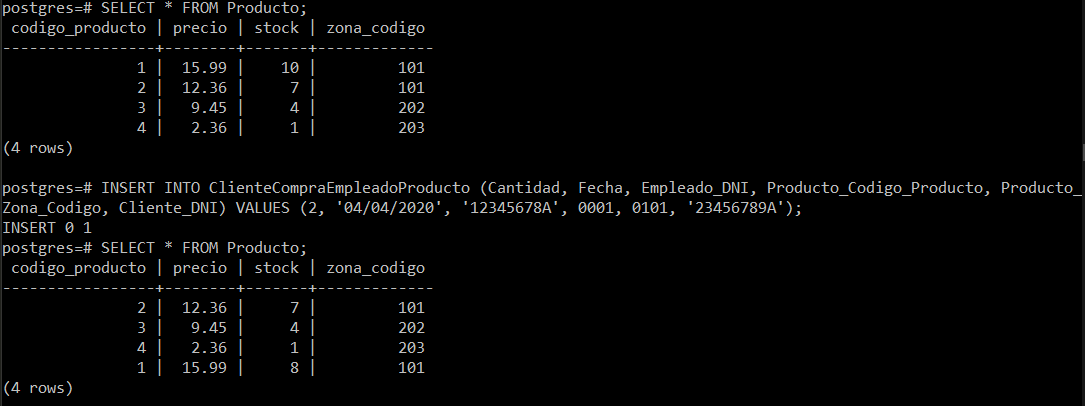 postgres=# SELECT * FROM Producto;
 codigo_producto | precio | stock | zona_codigo
-----------------+--------+-------+-------------
               1 |  15.99 |    10 |         101
               2 |  12.36 |     7 |         101
               3 |   9.45 |     4 |         202
               4 |   2.36 |     1 |         203
(4 rows)

postgres=# INSERT INTO ClienteCompraEmpleadoProducto (Cantidad, Fecha, Empleado_DNI, Producto_Codigo_Producto, Producto_
Zona_Codigo, Cliente_DNI) VALUES (2, '04/04/2020', '12345678A', 0001, 0101, '23456789A');
INSERT 0 1
postgres=# SELECT * FROM Producto;
 codigo_producto | precio | stock | zona_codigo
-----------------+--------+-------+-------------
               2 |  12.36 |     7 |         101
               3 |   9.45 |     4 |         202
               4 |   2.36 |     1 |         203
               1 |  15.99 |     8 |         101
(4 rows)